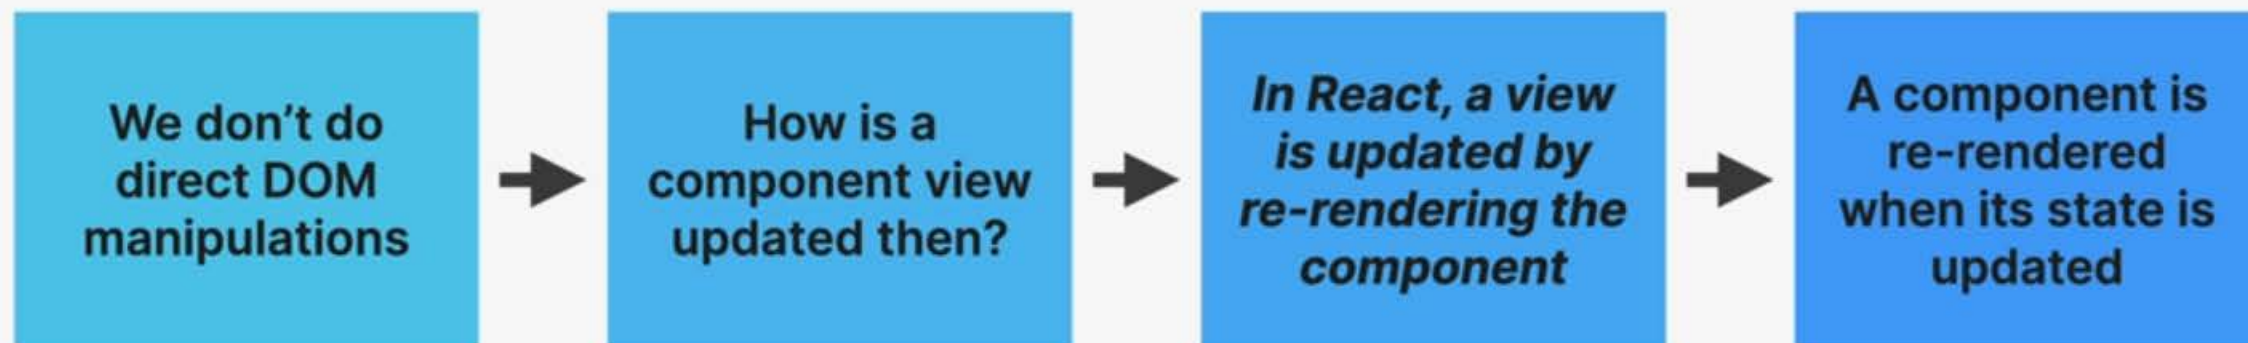 We don’t do
direct DOM
manipulations
How is a
component view
updated then?
In React, a view
is updated by
re-rendering the
component
A component is
re-rendered
when its state is
updated